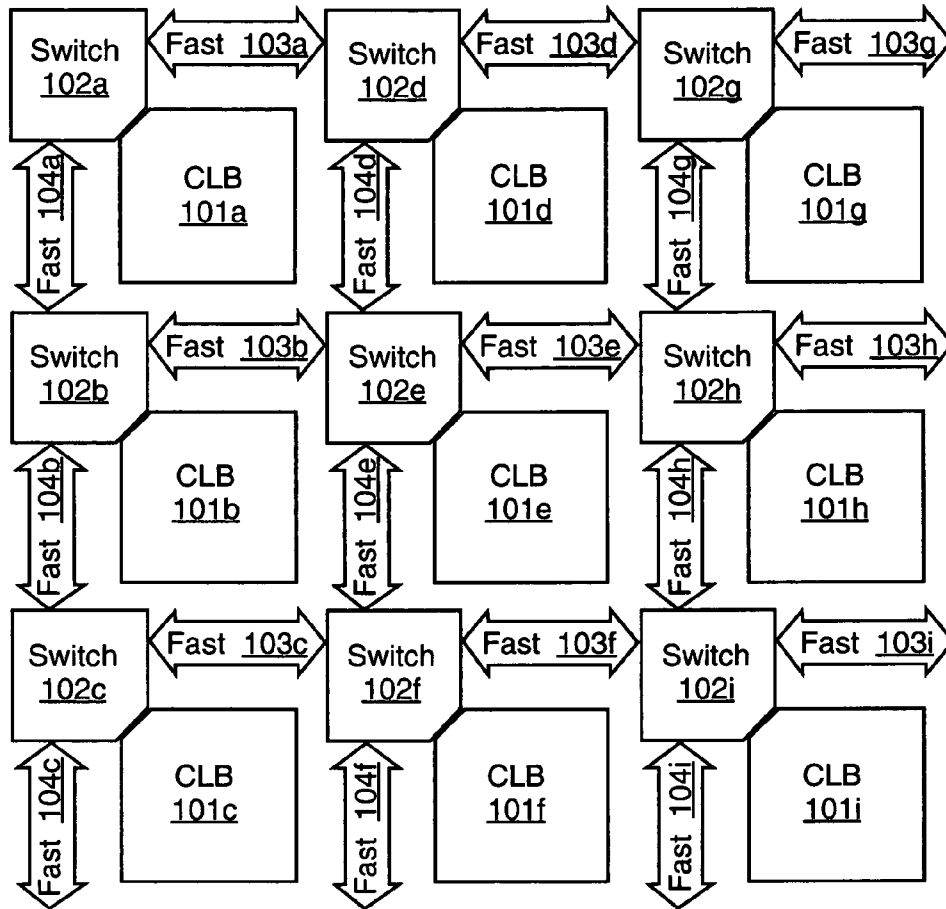 Switch
102a
Fast 103a
Switch
102d
Fast 103d
Switch
102g
Fast 103g
Fast 104a
CLB
101a
Fast 104d
CLB
101d
Fast 104g
CLB
101g
Switch
102b
Fast 103b
Switch
102e
Fast 103e
Switch
102h
Fast 103h
Fast 104b
CLB
101b
Fast 104e
CLB
101e
Fast 104h
CLB
101h
Switch
102c
Fast 103c
Switch
102f
Fast 103f
Switch
102i
Fast 103i
Fast 104c
CLB
101c
Fast 104f
CLB
101f
Fast 104i
CLB
101i